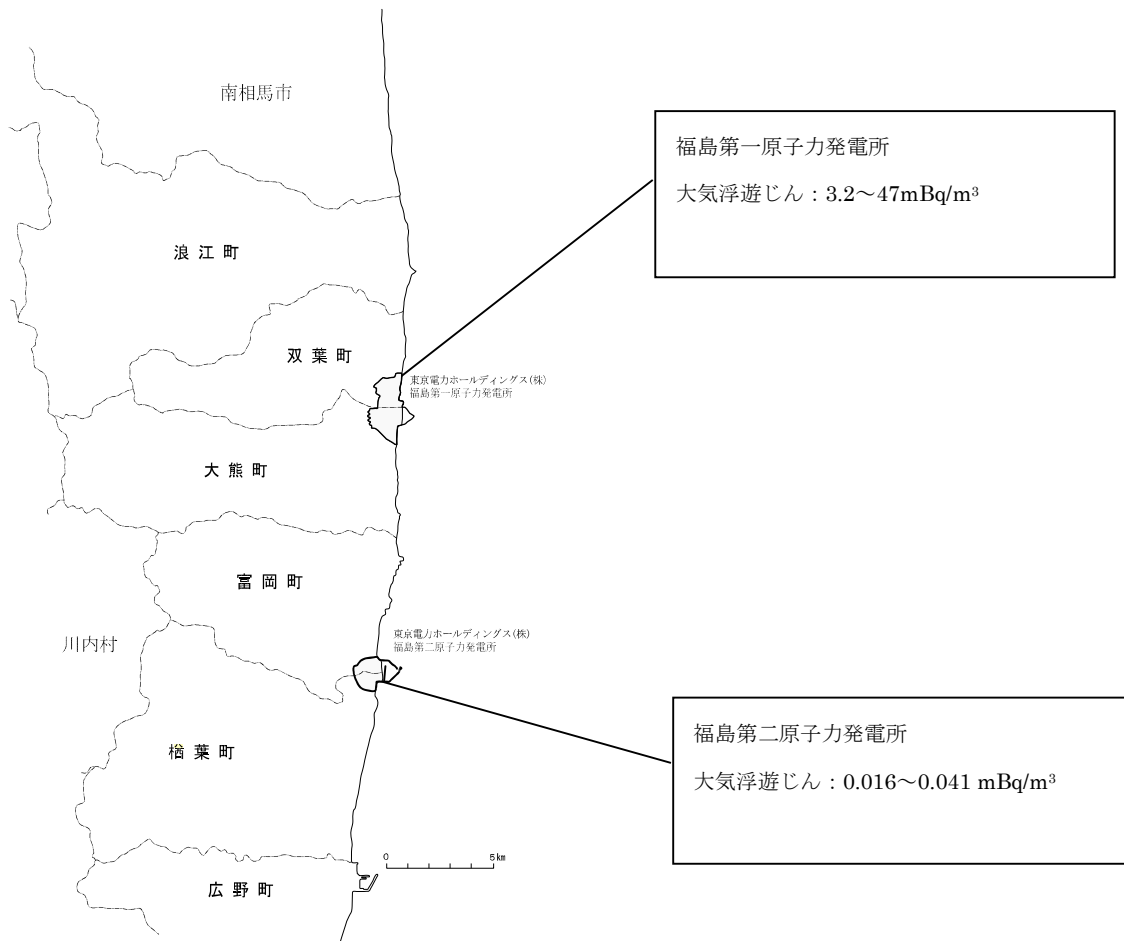 南相馬市
福島第一原子力発電所
大気浮遊じん：3.2～47mBq/m³
浪江町
双葉町
東京電力ホールディングス(株)
福島第一原子力発電所
大熊町
富岡町
川内村
東京電力ホールディングス(株)
福島第二原子力発電所
福島第二原子力発電所
大気浮遊じん：0.016～0.041 mBq/m³
楢葉町
0 5km
広野町